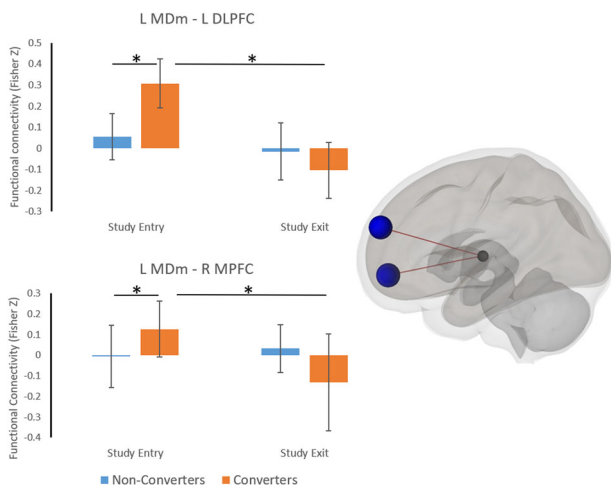 L MDm - L DLPFC
Functional connectivity (Fisher Z)
0.5
0.4
0.3
0.2
0.1
0
-0.1
-0.2
-0.3
*
*
Study Entry
Study Exit
L MDm - R MPFC
Functional Connectivity (Fisher Z)
0.3
0.2
0.1
0
-0.1
-0.2
-0.3
-0.4
*
*
Study Entry
Study Exit
Non-Converters
Converters